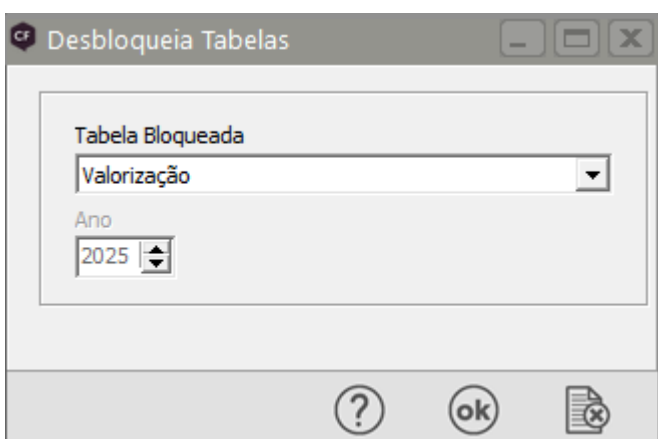 CF Desbloqueia Tabelas
Tabela Bloqueada
Valorização
Ano
2025
? ok